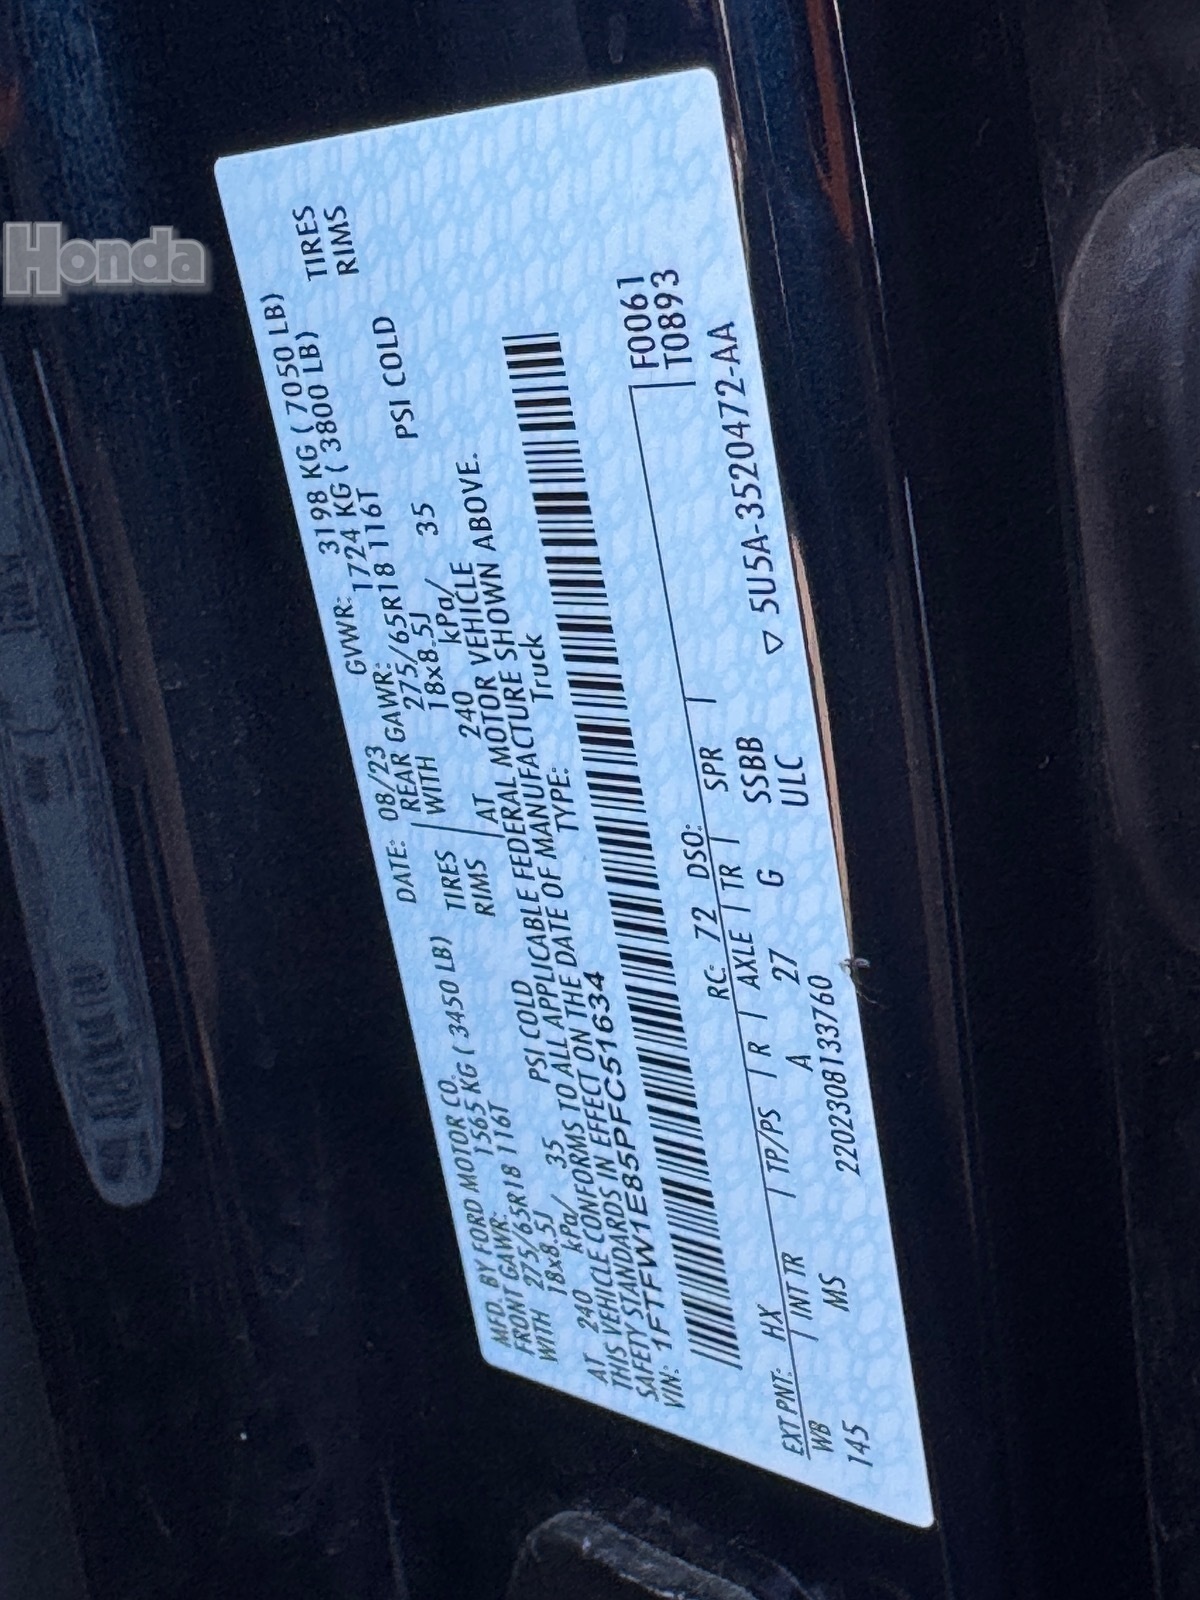 Honda
MFD. BY FORD MOTOR CO. DATE: 08/23 GVWR: 3198 KG ( 7050 LB)
FRONT GAWR: 1565 KG ( 3450 LB) REAR GAWR: 1724 KG ( 3800 LB)
WITH 275/65R18 116T TIRES WITH 275/65R18 116T TIRES
18x8.5J RIMS 18x8.5J RIMS
AT 240 kPa/ 35 PSI COLD AT 240 kPa/ 35 PSI COLD
THIS VEHICLE CONFORMS TO ALL APPLICABLE FEDERAL MOTOR VEHICLE
SAFETY STANDARDS IN EFFECT ON THE DATE OF MANUFACTURE SHOWN ABOVE.
VIN: 1FTFW1E85PFC51634 TYPE: Truck
F0061
EXT PNT: HX RC: 72 DSO: T0893
WB INT TR TP/PS R AXLE TR SPR
145 MS A 27 G SSBB ▽ 5U5A-3520472-AA
2202308133760 ULC